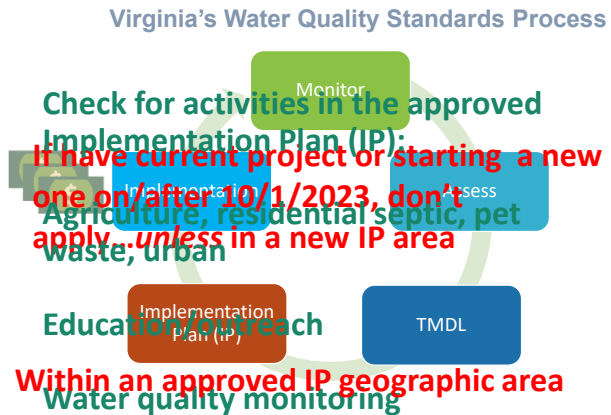 Virginia's Water Quality Standards Process
Monitor
Check for activities in the approved
Implementation Plan (IP):
If have current project or starting a new
one on/after 10/1/2023, don't
apply…unless in a new IP area
Implementation
Assess
Agriculture, residential septic, pet
waste, urban
Implementation
Plan (IP)
TMDL
Education/outreach
Within an approved IP geographic area
Water quality monitoring